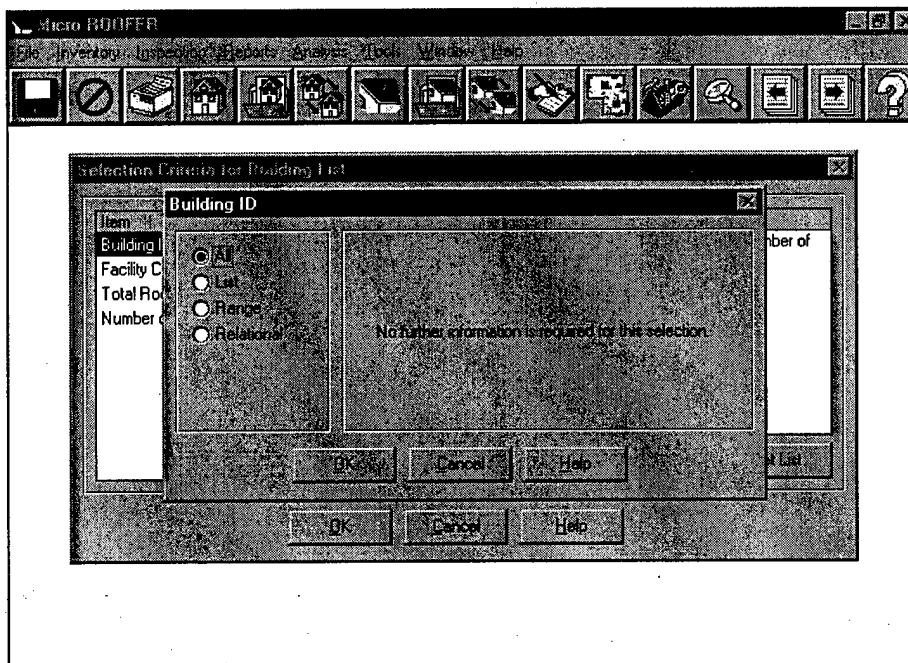 Micro ROOFER
File Inventory Inspection Reports Analysis Tools Window Help
Selection Criteria for Building List
Building ID
Item
Building I
Facility C
Total Roo
Number o
All
List
Range
Relational
No further information is required for this selection.
mber of
OK Cancel Help
t List
OK Cancel Help